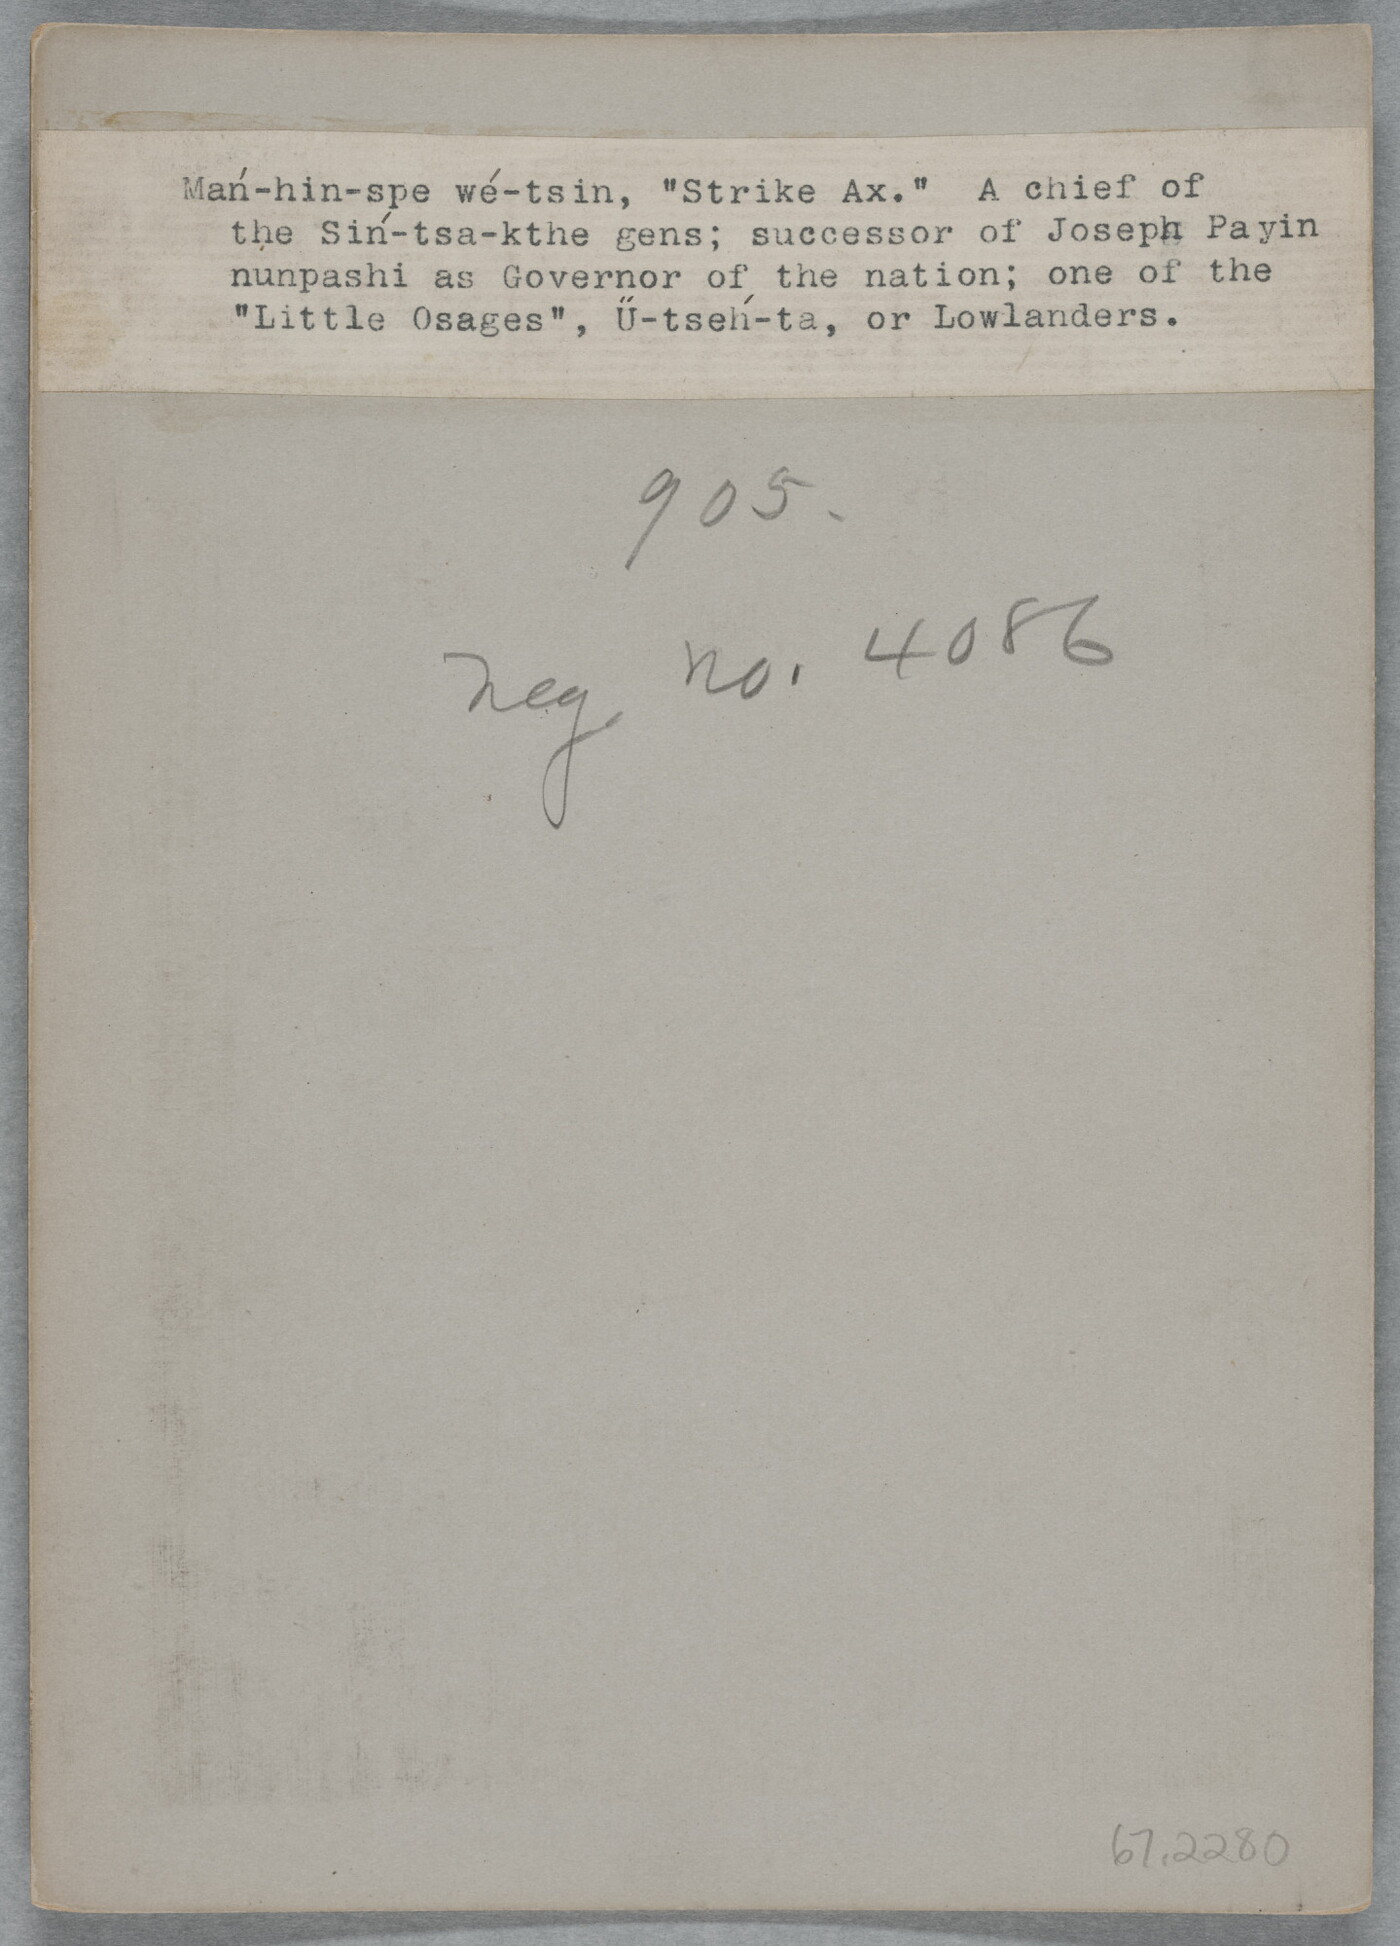 Mań-hin-spe wé-tsin, "Strike Ax."  A chief of
the Siń-tsa-kthe gens; successor of Joseph Payin
nunpashi as Governor of the nation; one of the
"Little Osages", Ű-tseh́-ta, or Lowlanders.
905.
Neg. no. 4086
67.2280